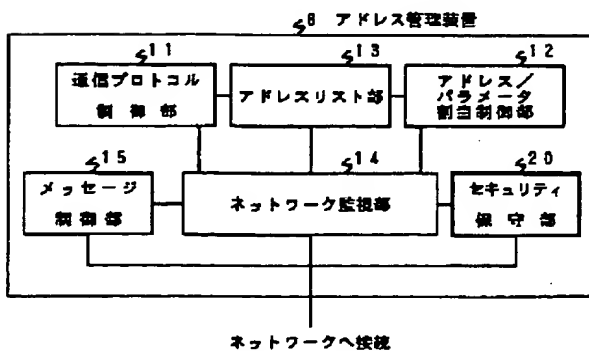 8 アドレス管理装置
11
13
12
通信プロトコル
制御部
アドレスリスト部
アドレス／
パラメータ
割当制御部
15
14
20
メッセージ
制御部
ネットワーク監視部
セキュリティ
保守部
ネットワークへ接続